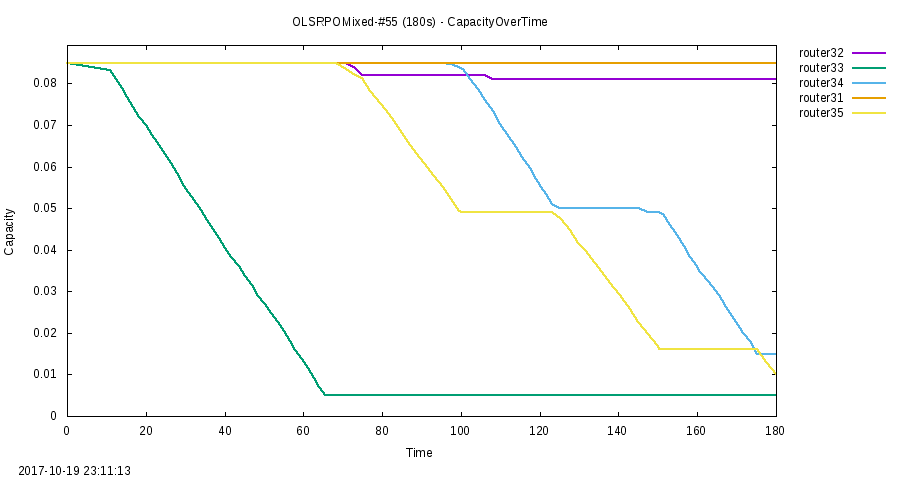 OLSRPOMixed-#55 (180s) - CapacityOverTime
router32
router33
router34
router31
router35
0.08
0.07
0.06
0.05
0.04
0.03
0.02
0.01
0
Capacity
0 20 40 60 80 100 120 140 160 180
Time
2017-10-19 23:11:13